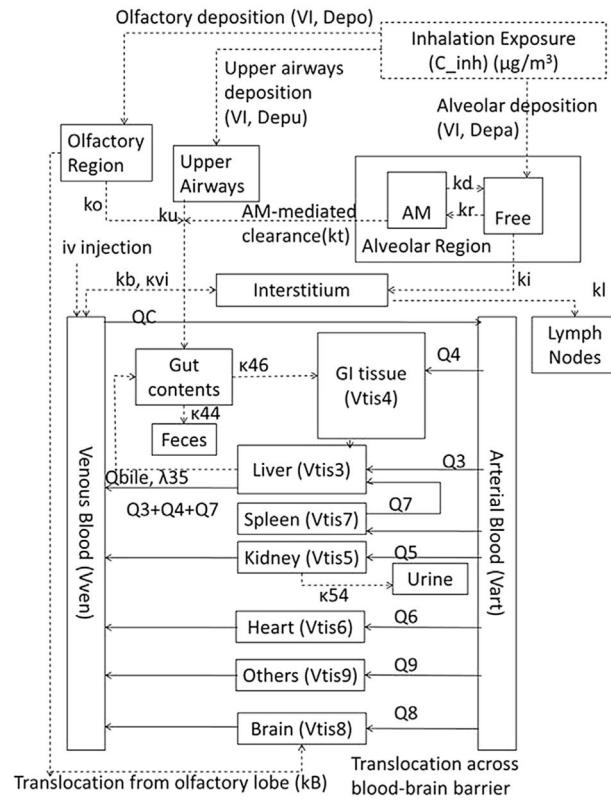 Olfactory deposition (VI, Depo)
Inhalation Exposure
(C_inh) (µg/m³)
Upper airways
deposition
(VI, Depu)
Alveolar deposition
(VI, Depa)
Olfactory
Region
Upper
Airways
AM
kd
kr
Free
ko
ku
AM-mediated
clearance(kt)
Alveolar Region
iv injection
kb, κvi
Interstitium
ki
kl
QC
Lymph
Nodes
Gut
contents
κ46
GI tissue
(Vtis4)
Q4
κ44
Feces
Liver (Vtis3)
Q3
Qbile, λ35
Q3+Q4+Q7
Q7
Spleen (Vtis7)
Kidney (Vtis5)
Q5
κ54
Urine
Heart (Vtis6)
Q6
Others (Vtis9)
Q9
Brain (Vtis8)
Q8
Venous Blood (Vven)
Arterial Blood (Vart)
Translocation from olfactory lobe (kB)
Translocation across
blood-brain barrier